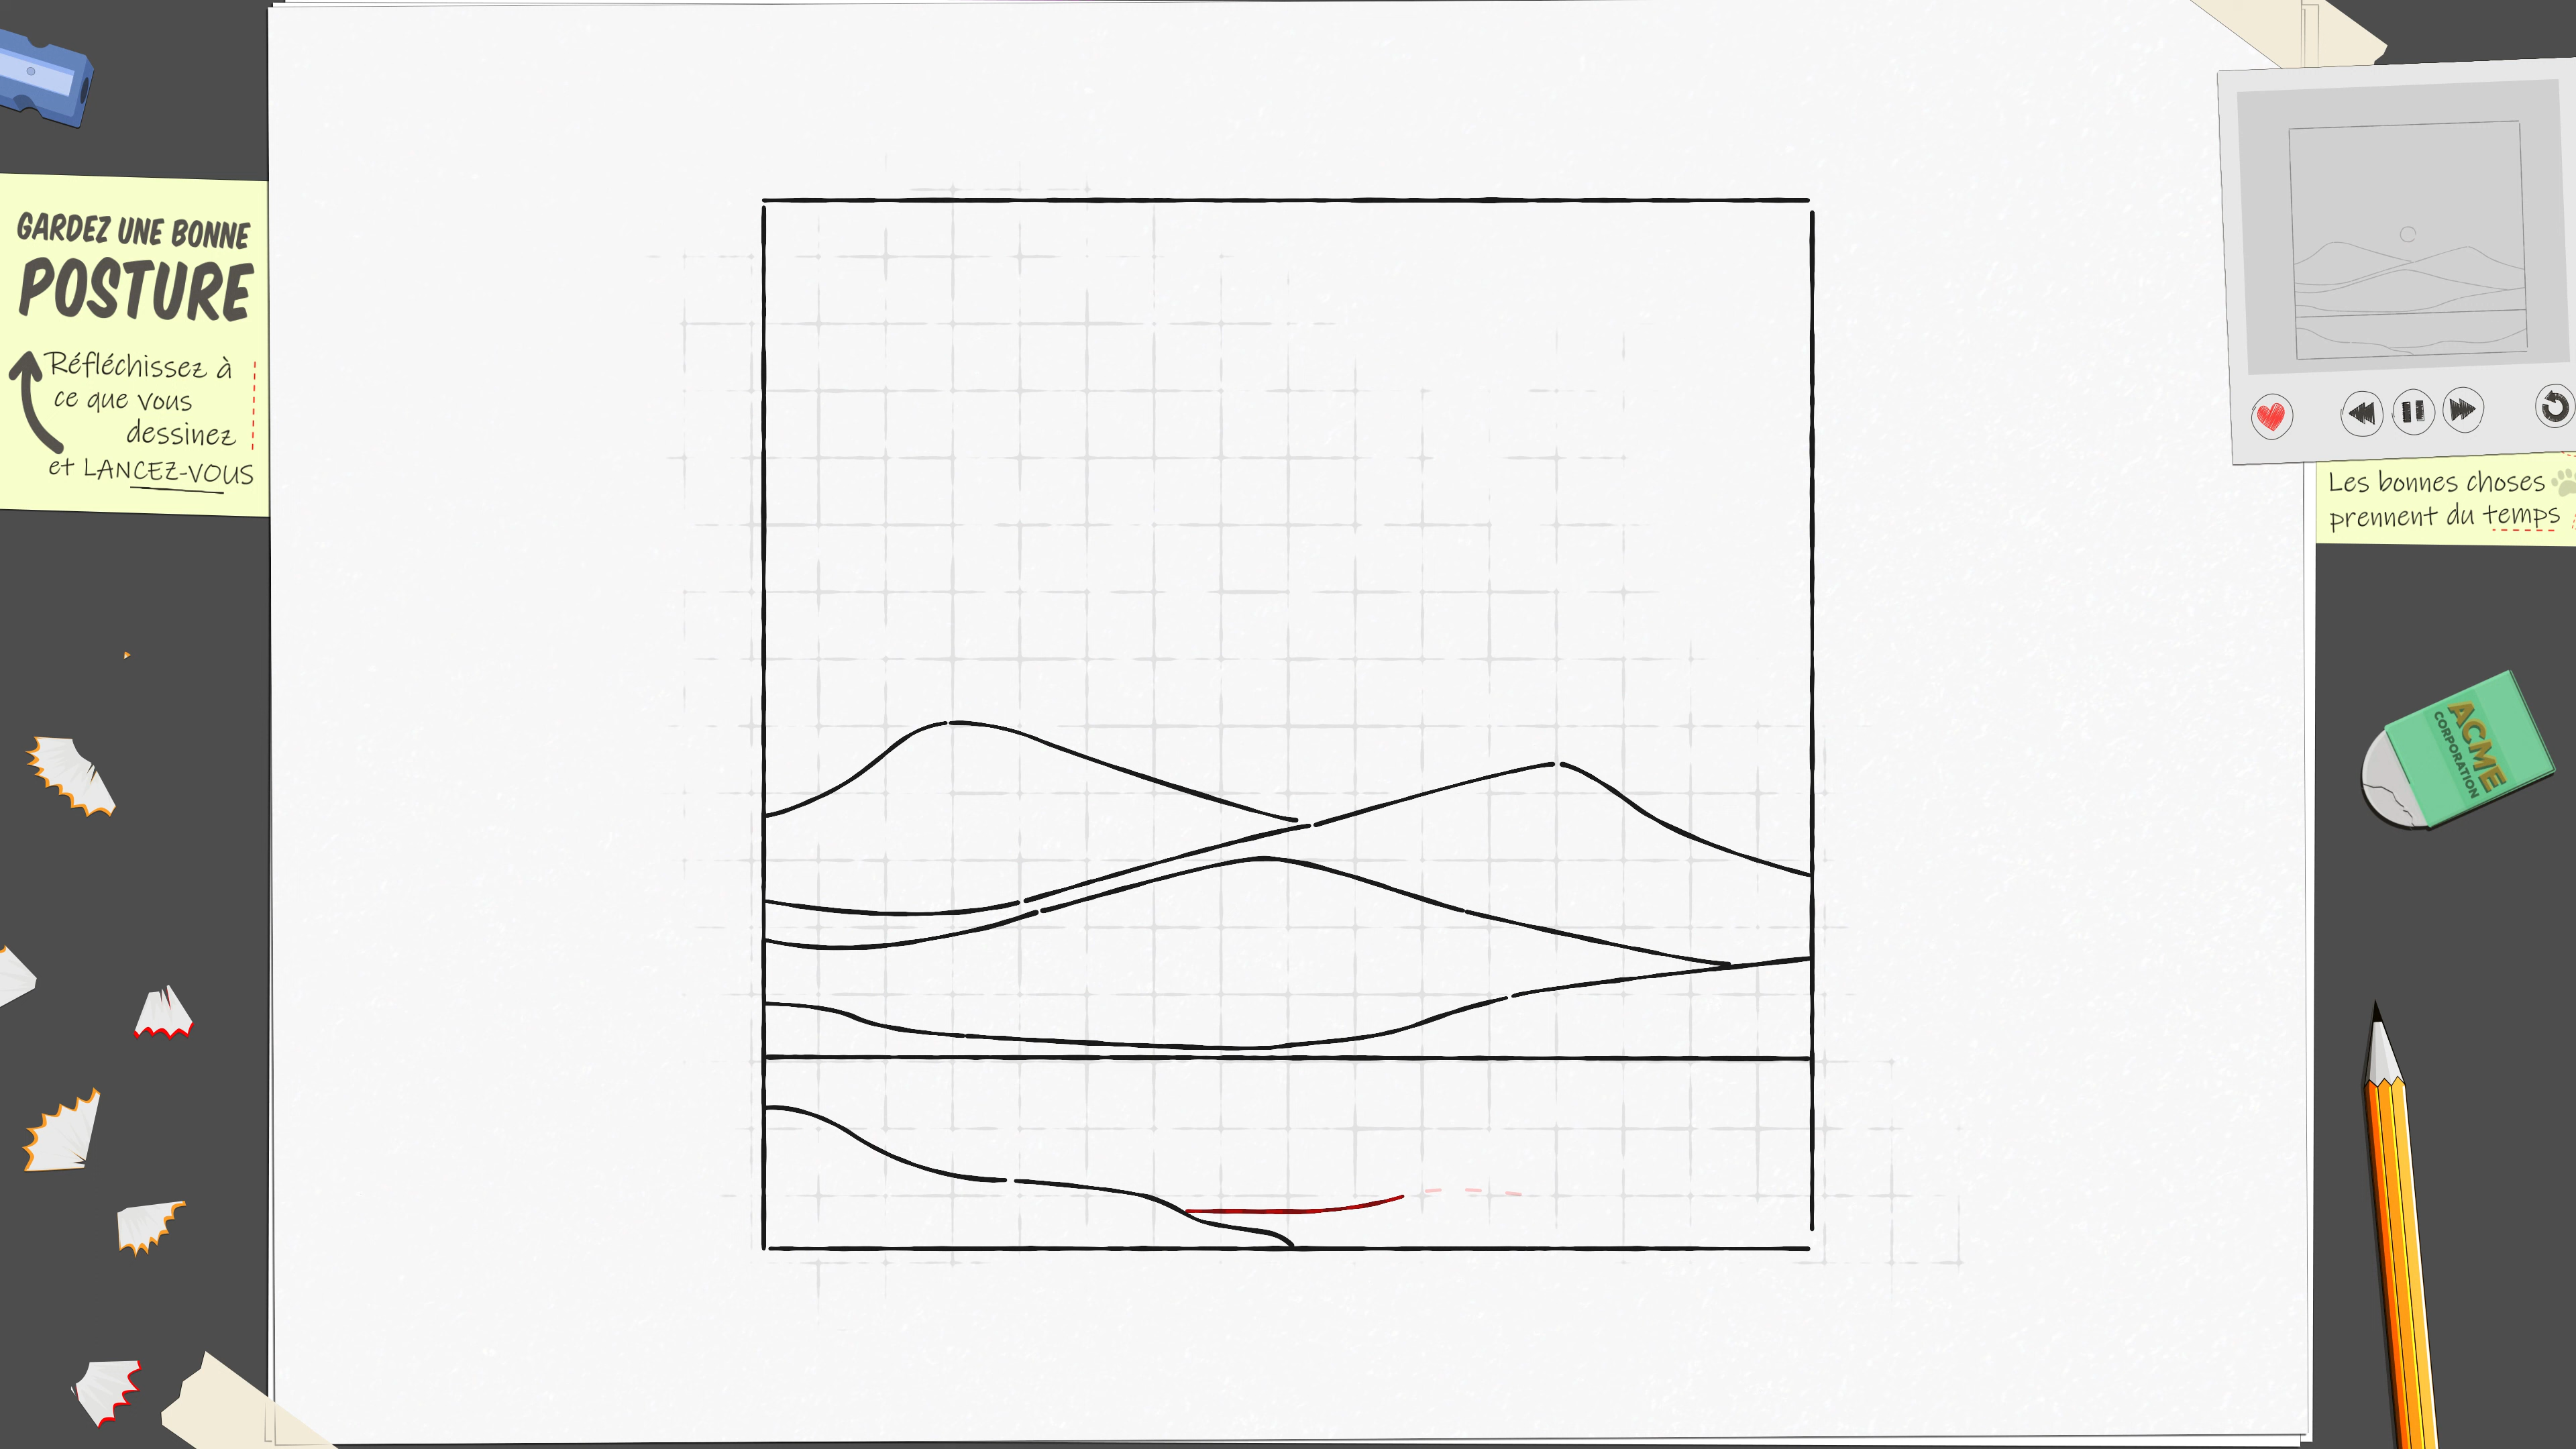 GARDEZ UNE BONNE
POSTURE
Réfléchissez à
ce que vous
dessinez
et LANCEZ-VOUS
Les bonnes choses
prennent du temps
ACME
CORPORATION